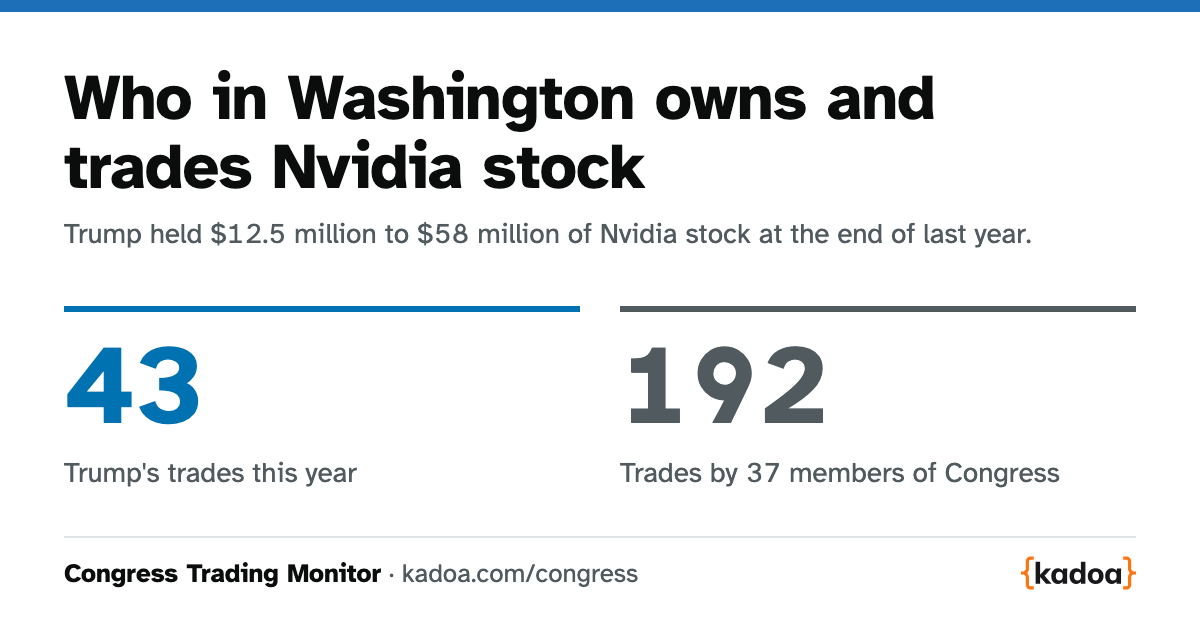 Who in Washington owns and
trades Nvidia stock
Trump held $12.5 million to $58 million of Nvidia stock at the end of last year.
43
Trump's trades this year
192
Trades by 37 members of Congress
Congress Trading Monitor · kadoa.com/congress
{kadoa}